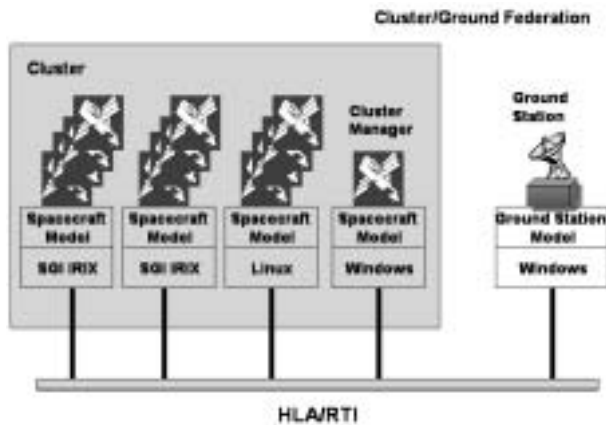 Cluster/Ground Federation
Cluster
Cluster
Manager
Ground
Station
Spacecraft
Model
SGI IRIX
Spacecraft
Model
SGI IRIX
Spacecraft
Model
Linux
Spacecraft
Model
Windows
Ground Station
Model
Windows
HLA/RTI